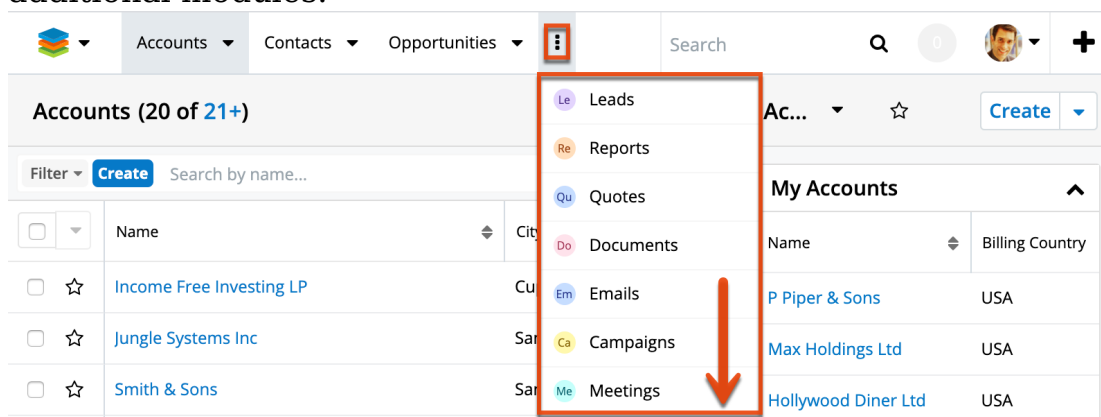 additional modules.
Accounts Contacts Opportunities Search 0
Accounts (20 of 21+)
Le Leads
Ac... Create
Re Reports
Filter Create Search by name...
Qu Quotes
My Accounts
Name
Do Documents
Name Billing Country
Income Free Investing LP
Em Emails
P Piper & Sons USA
Jungle Systems Inc
Ca Campaigns
Max Holdings Ltd USA
Smith & Sons
Me Meetings
Hollywood Diner Ltd USA